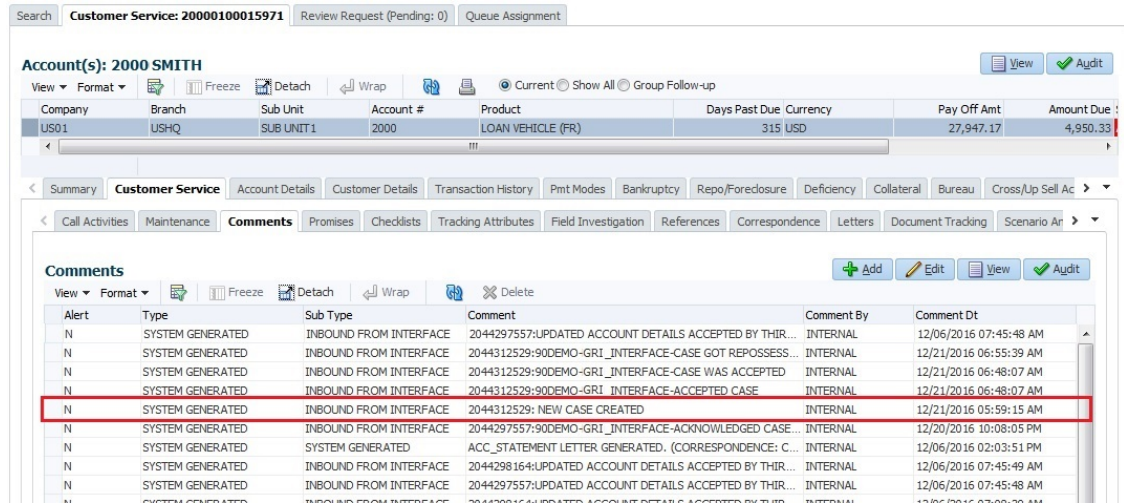 Search Customer Service: 20000100015971 Review Request (Pending: 0) Queue Assignment
Account(s): 2000 SMITH View Audit
View Format Freeze Detach Wrap Current Show All Group Follow-up
Company Branch Sub Unit Account # Product Days Past Due Currency Pay Off Amt Amount Due
US01 USHQ SUB UNIT1 2000 LOAN VEHICLE (FR) 315 USD 27,947.17 4,950.33
Summary Customer Service Account Details Customer Details Transaction History Pmt Modes Bankruptcy Repo/Foreclosure Deficiency Collateral Bureau Cross/Up Sell Ac
Call Activities Maintenance Comments Promises Checklists Tracking Attributes Field Investigation References Correspondence Letters Document Tracking Scenario An
Comments Add Edit View Audit
View Format Freeze Detach Wrap Delete
Alert Type Sub Type Comment Comment By Comment Dt
N SYSTEM GENERATED INBOUND FROM INTERFACE 2044297557:UPDATED ACCOUNT DETAILS ACCEPTED BY THIR... INTERNAL 12/06/2016 07:45:48 AM
N SYSTEM GENERATED INBOUND FROM INTERFACE 2044312529:90DEMO-GRI_INTERFACE-CASE GOT REPOSSESS... INTERNAL 12/21/2016 06:55:39 AM
N SYSTEM GENERATED INBOUND FROM INTERFACE 2044312529:90DEMO-GRI_INTERFACE-CASE WAS ACCEPTED INTERNAL 12/21/2016 06:48:07 AM
N SYSTEM GENERATED INBOUND FROM INTERFACE 2044312529:90DEMO-GRI_INTERFACE-ACCEPTED CASE INTERNAL 12/21/2016 06:48:07 AM
N SYSTEM GENERATED INBOUND FROM INTERFACE 2044312529: NEW CASE CREATED INTERNAL 12/21/2016 05:59:15 AM
N SYSTEM GENERATED INBOUND FROM INTERFACE 2044297557:90DEMO-GRI_INTERFACE-ACKNOWLEDGED CASE... INTERNAL 12/20/2016 10:08:05 PM
N SYSTEM GENERATED SYSTEM GENERATED ACC_STATEMENT LETTER GENERATED. (CORRESPONDENCE: C... INTERNAL 12/06/2016 02:03:51 PM
N SYSTEM GENERATED INBOUND FROM INTERFACE 2044298164:UPDATED ACCOUNT DETAILS ACCEPTED BY THIR... INTERNAL 12/06/2016 07:45:49 AM
N SYSTEM GENERATED INBOUND FROM INTERFACE 2044297557:UPDATED ACCOUNT DETAILS ACCEPTED BY THIR... INTERNAL 12/06/2016 07:45:48 AM
N SYSTEM GENERATED INBOUND FROM INTERFACE